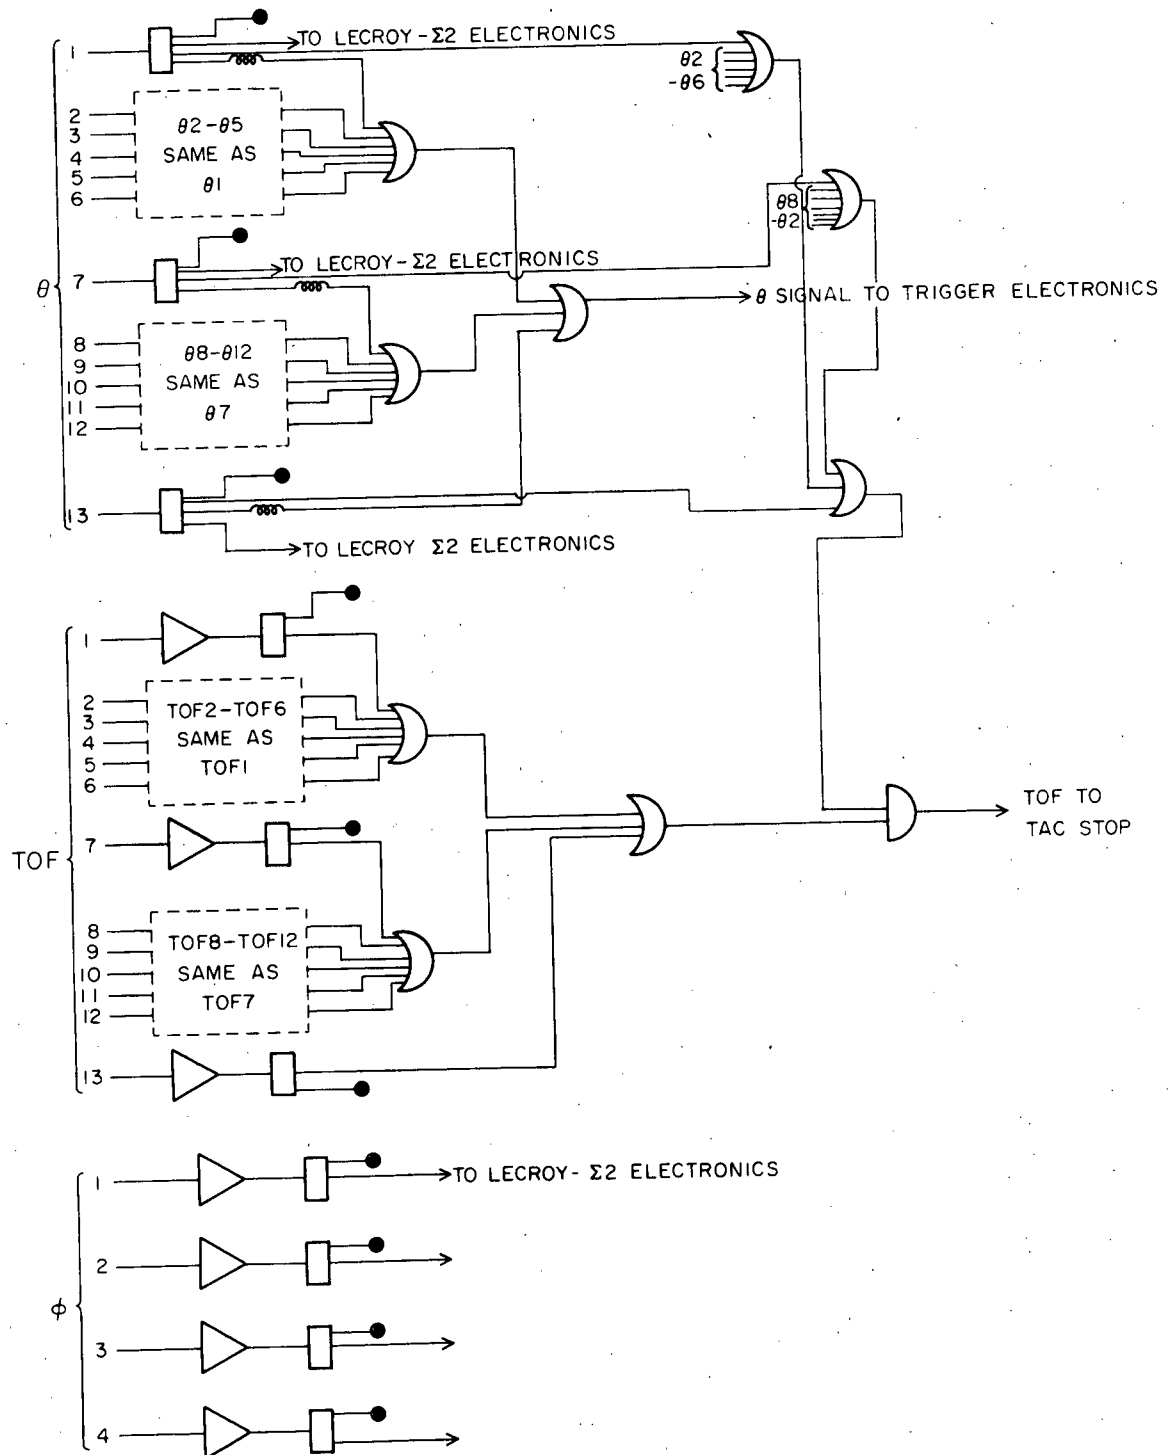 1
TO LECROY-Σ2 ELECTRONICS
θ2
-θ6
2
3
4
5
6
θ2-θ5
SAME AS
θ1
θ8
-θ2
θ
7
TO LECROY-Σ2 ELECTRONICS
θ SIGNAL TO TRIGGER ELECTRONICS
8
9
10
11
12
θ8-θ12
SAME AS
θ7
13
TO LECROY Σ2 ELECTRONICS
TOF
1
2
3
4
5
6
TOF2-TOF6
SAME AS
TOF1
7
TOF TO
TAC STOP
8
9
10
11
12
TOF8-TOF12
SAME AS
TOF7
13
ϕ
1
TO LECROY- Σ2 ELECTRONICS
2
3
4